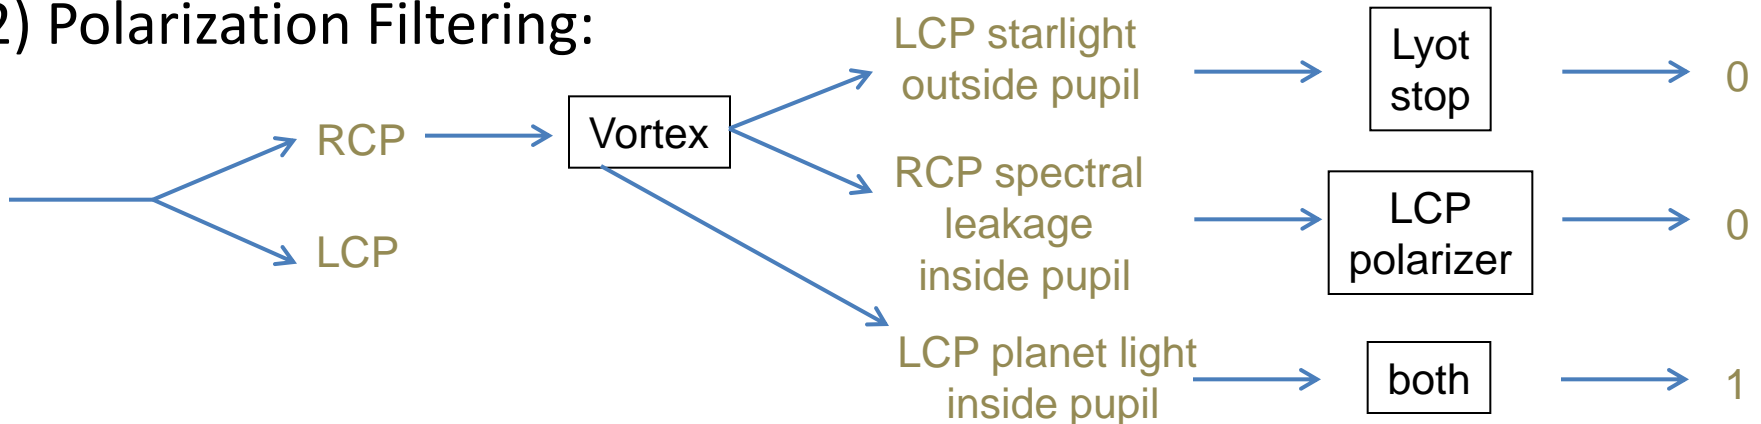 2) Polarization Filtering:
RCP
LCP
Vortex
LCP starlight
outside pupil
Lyot
stop
0
RCP spectral
leakage
inside pupil
LCP
polarizer
0
LCP planet light
inside pupil
both
1